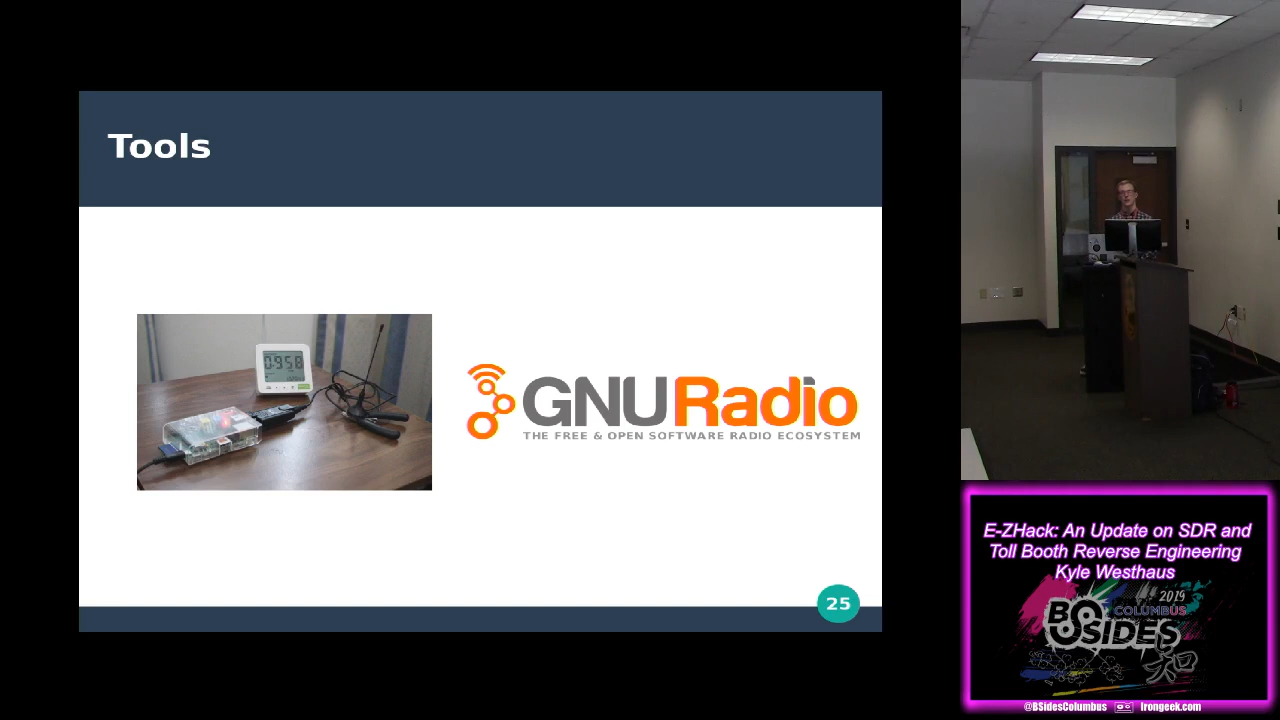 Tools
0958
GNURadio
THE FREE & OPEN SOFTWARE RADIO ECOSYSTEM
25
E-ZHack: An Update on SDR and
Toll Booth Reverse Engineering
Kyle Westhaus
2019
BSIDES
COLUMBUS
知
@BSidesColumbus
Irongeek.com